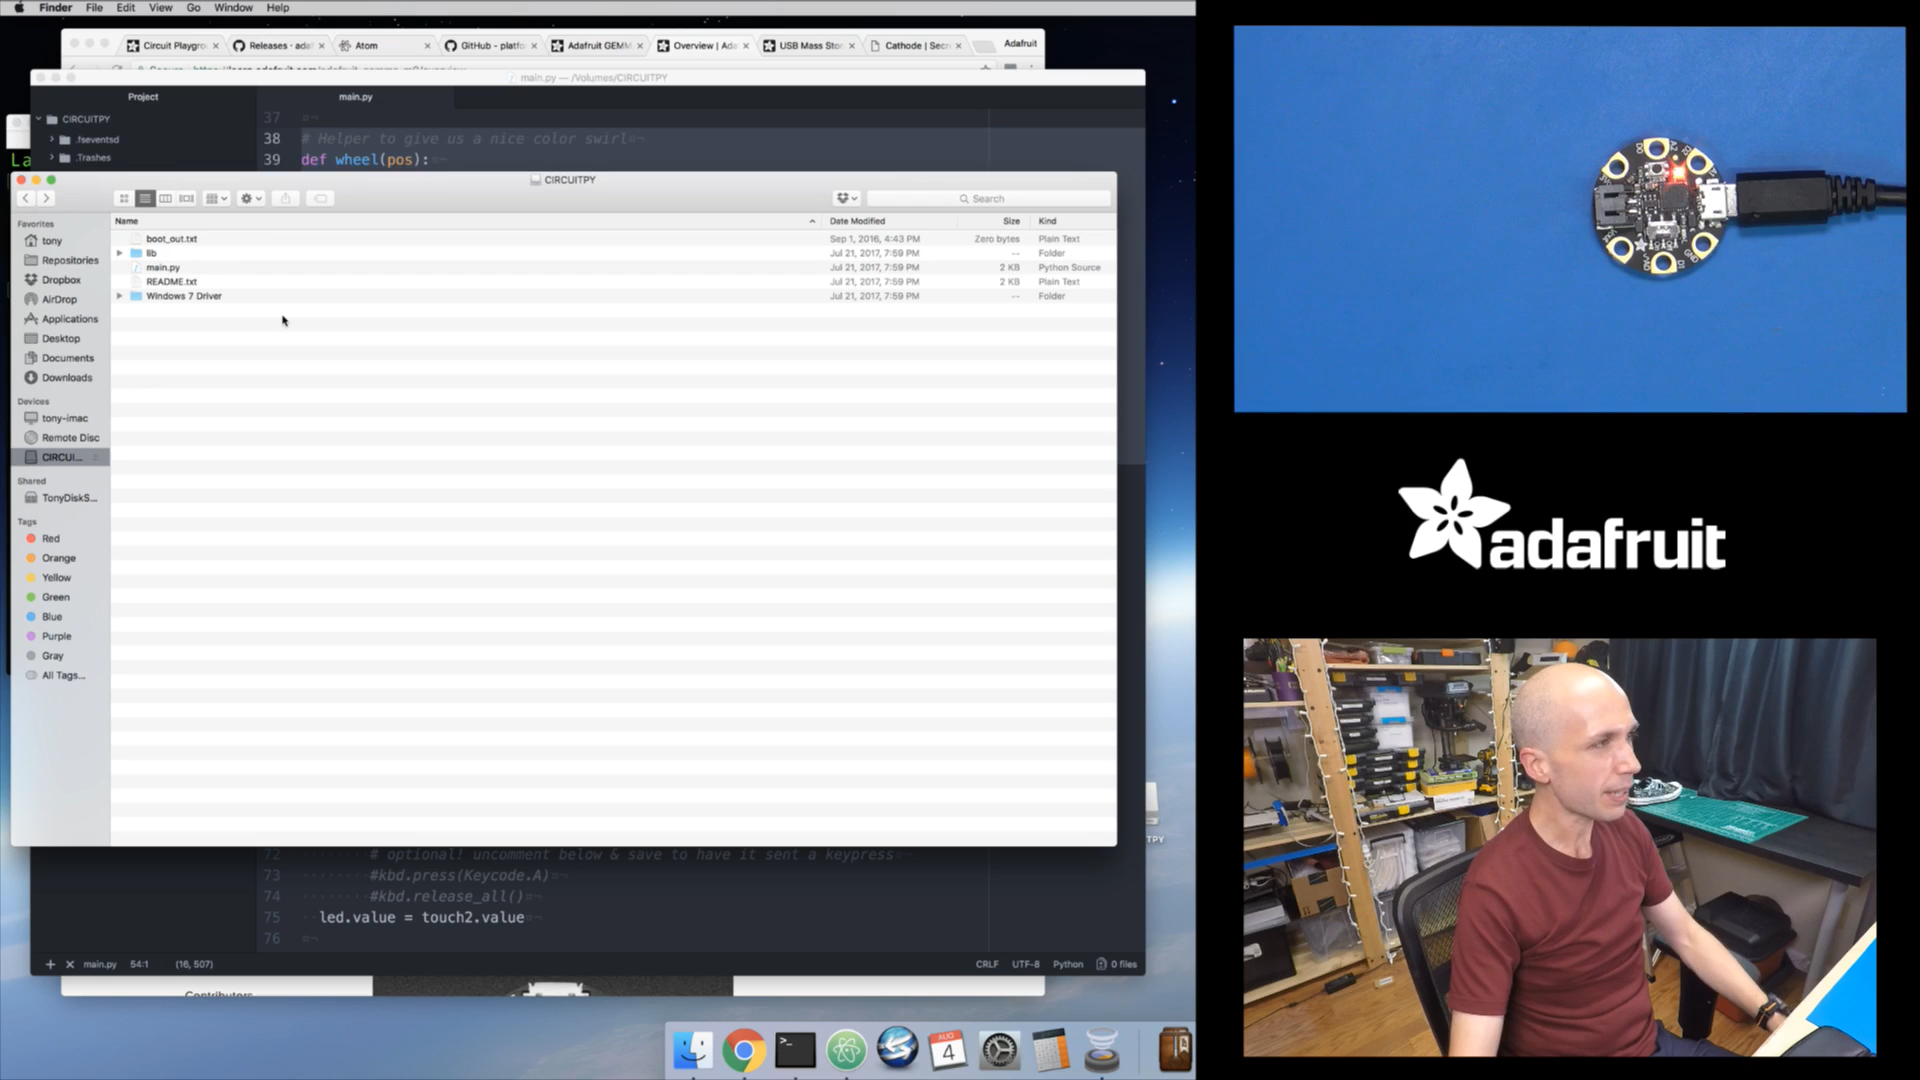 Finder File Edit View Go Window Help
Circuit Playgro
Releases · ada
Atom
GitHub - platfo
Adafruit GEMM
Overview | Ada
USB Mass Sto
Cathode | Secr
Adafruit
main.py — /Volumes/CIRCUITPY
Project
main.py
CIRCUITPY
.fseventsd
.Trashes
37
38 # Helper to give us a nice color swirl
39 def wheel(pos):
La
CIRCUITPY
Search
Favorites
tony
Repositories
Dropbox
AirDrop
Applications
Desktop
Documents
Downloads
Devices
tony-imac
Remote Disc
CIRCUI...
Shared
TonyDiskS...
Tags
Red
Orange
Yellow
Green
Blue
Purple
Gray
All Tags...
Name Date Modified Size Kind
boot_out.txt Sep 1, 2016, 4:43 PM Zero bytes Plain Text
lib Jul 21, 2017, 7:59 PM -- Folder
main.py Jul 21, 2017, 7:59 PM 2 KB Python Source
README.txt Jul 21, 2017, 7:59 PM 2 KB Plain Text
Windows 7 Driver Jul 21, 2017, 7:59 PM -- Folder
TPY
72 # optional! uncomment below & save to have it sent a keypress
73 #kbd.press(Keycode.A)
74 #kbd.release_all()
75 led.value = touch2.value
76
main.py 54:1 (16, 507) CRLF UTF-8 Python 0 files
Contributors
AUG
4
adafruit